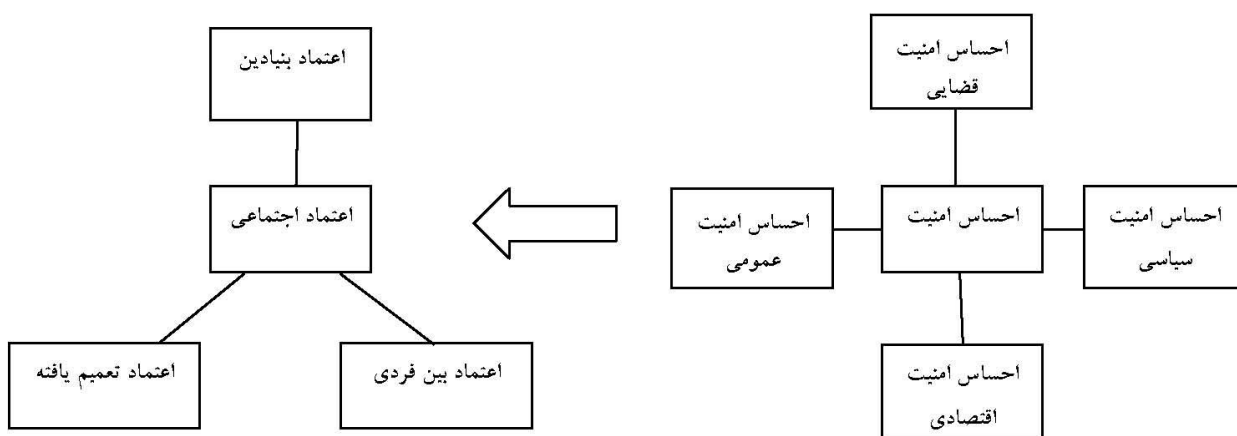 احساس امنیت
قضایی
احساس امنیت
سیاسی
احساس امنیت
احساس امنیت
عمومی
احساس امنیت
اقتصادی
اعتماد بنیادین
اعتماد اجتماعی
اعتماد بین فردی
اعتماد تعمیم یافته